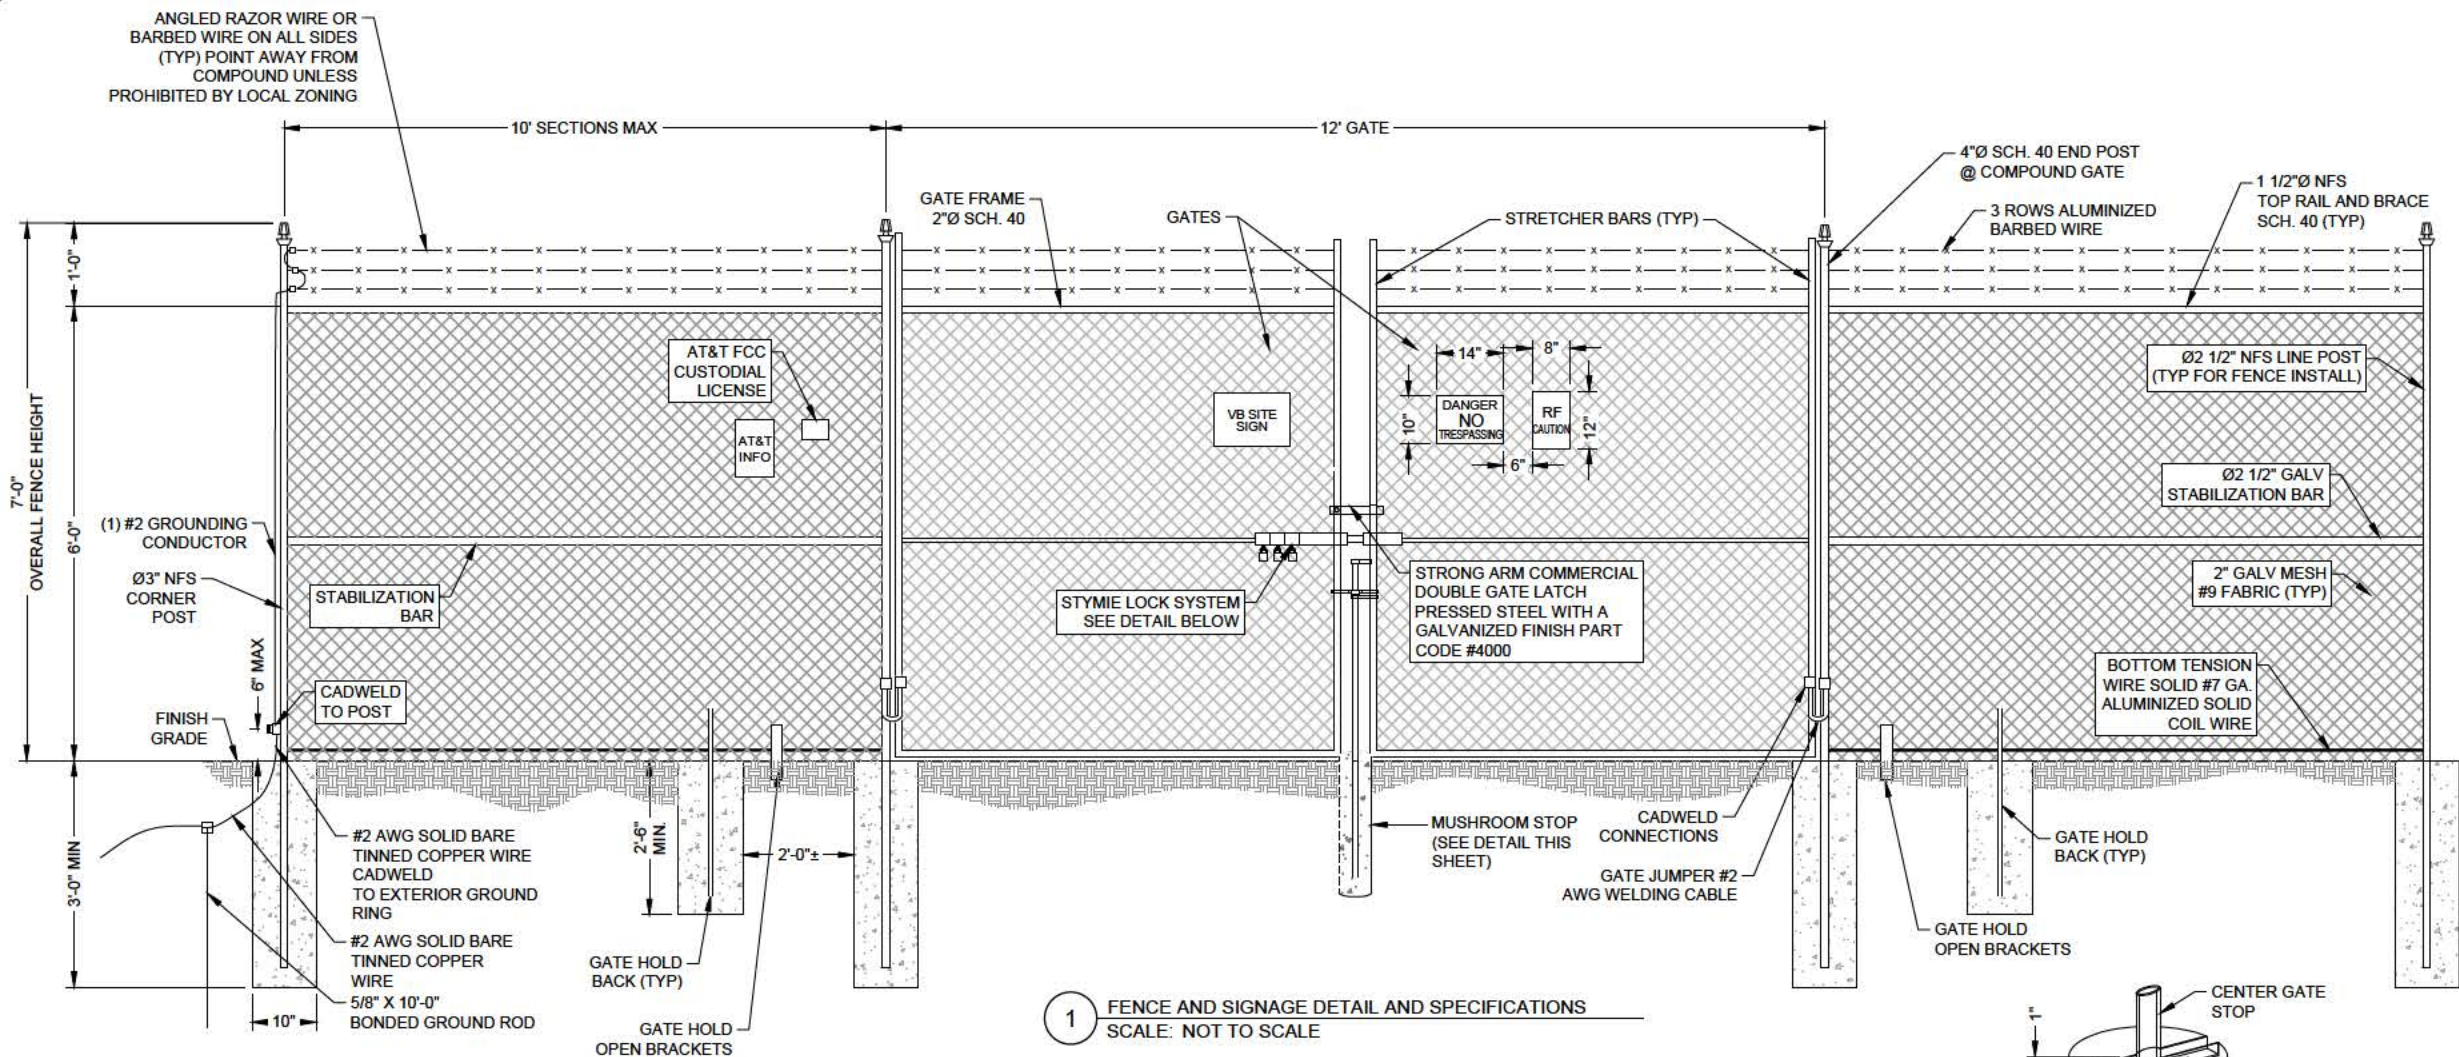 ANGLED RAZOR WIRE OR
BARBED WIRE ON ALL SIDES
(TYP) POINT AWAY FROM
COMPOUND UNLESS
PROHIBITED BY LOCAL ZONING
10' SECTIONS MAX
12' GATE
4"Ø SCH. 40 END POST
@ COMPOUND GATE
1 1/2"Ø NFS
TOP RAIL AND BRACE
SCH. 40 (TYP)
3 ROWS ALUMINIZED
BARBED WIRE
GATE FRAME
2"Ø SCH. 40
GATES
STRETCHER BARS (TYP)
1'-0"
6'-0"
7'-0"
OVERALL FENCE HEIGHT
3'-0" MIN
AT&T FCC
CUSTODIAL
LICENSE
AT&T
INFO
VB SITE
SIGN
14"
8"
10"
DANGER
NO
TRESPASSING
RF
CAUTION
12"
6"
Ø2 1/2" NFS LINE POST
(TYP FOR FENCE INSTALL)
Ø2 1/2" GALV
STABILIZATION BAR
2" GALV MESH
#9 FABRIC (TYP)
BOTTOM TENSION
WIRE SOLID #7 GA.
ALUMINIZED SOLID
COIL WIRE
(1) #2 GROUNDING
CONDUCTOR
Ø3" NFS
CORNER
POST
STABILIZATION
BAR
6" MAX
CADWELD
TO POST
FINISH
GRADE
STYMIE LOCK SYSTEM
SEE DETAIL BELOW
STRONG ARM COMMERCIAL
DOUBLE GATE LATCH
PRESSED STEEL WITH A
GALVANIZED FINISH PART
CODE #4000
#2 AWG SOLID BARE
TINNED COPPER WIRE
CADWELD
TO EXTERIOR GROUND
RING
#2 AWG SOLID BARE
TINNED COPPER
WIRE
5/8" X 10'-0"
BONDED GROUND ROD
10"
2'-6"
MIN.
2'-0"±
GATE HOLD
BACK (TYP)
GATE HOLD
OPEN BRACKETS
MUSHROOM STOP
(SEE DETAIL THIS
SHEET)
CADWELD
CONNECTIONS
GATE JUMPER #2
AWG WELDING CABLE
GATE HOLD
BACK (TYP)
GATE HOLD
OPEN BRACKETS
1 FENCE AND SIGNAGE DETAIL AND SPECIFICATIONS
SCALE: NOT TO SCALE
CENTER GATE
STOP
1"